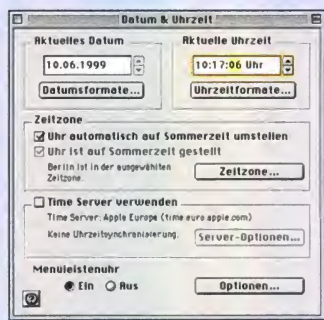 Datum & Uhrzeit
Aktuelles Datum
Aktuelle Uhrzeit
10.06.1999
10:17:06 Uhr
Datumsformate...
Uhrzeitformate...
Zeitzone
Uhr automatisch auf Sommerzeit umstellen
Uhr ist auf Sommerzeit gestellt
Berlin ist in der ausgewählten
Zeitzone.
Zeitzone...
Time Server verwenden
Time Server: Apple Europe (time.euro.apple.com)
Keine Uhrzeitsynchronisierung.
Server-Optionen...
Menüleistenuhr
Ein
Aus
Optionen...
?